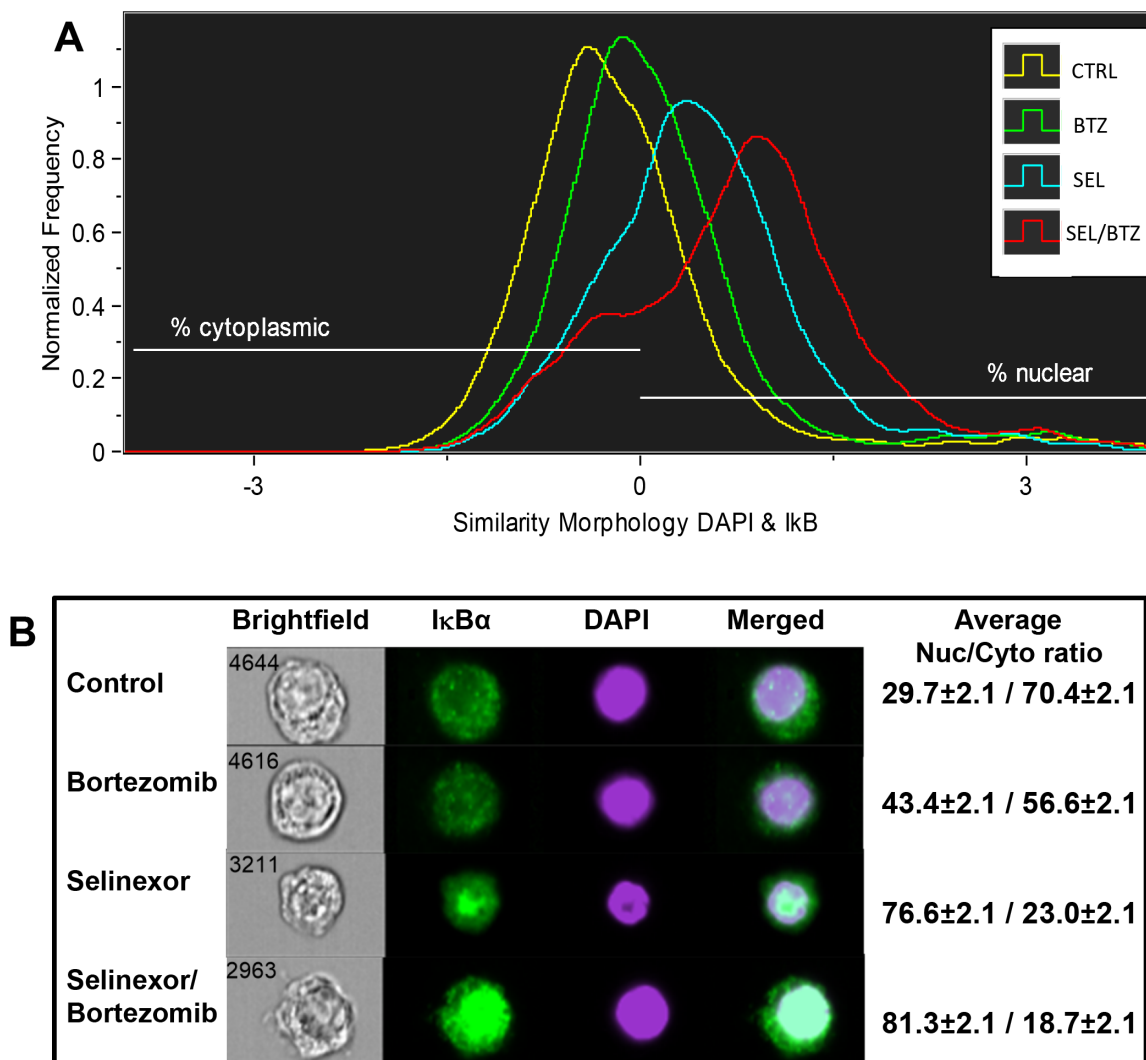 A
Normalized Frequency
1
0.8
0.6
0.4
0.2
0
% cytoplasmic
% nuclear
CTRL
BTZ
SEL
SEL/BTZ
-3 0 3
Similarity Morphology DAPI & IkB
B
Brightfield IκBα DAPI Merged Average
Nuc/Cyto ratio
Control 4644 29.7±2.1 / 70.4±2.1
Bortezomib 4616 43.4±2.1 / 56.6±2.1
Selinexor 3211 76.6±2.1 / 23.0±2.1
Selinexor/ 2963
Bortezomib 81.3±2.1 / 18.7±2.1